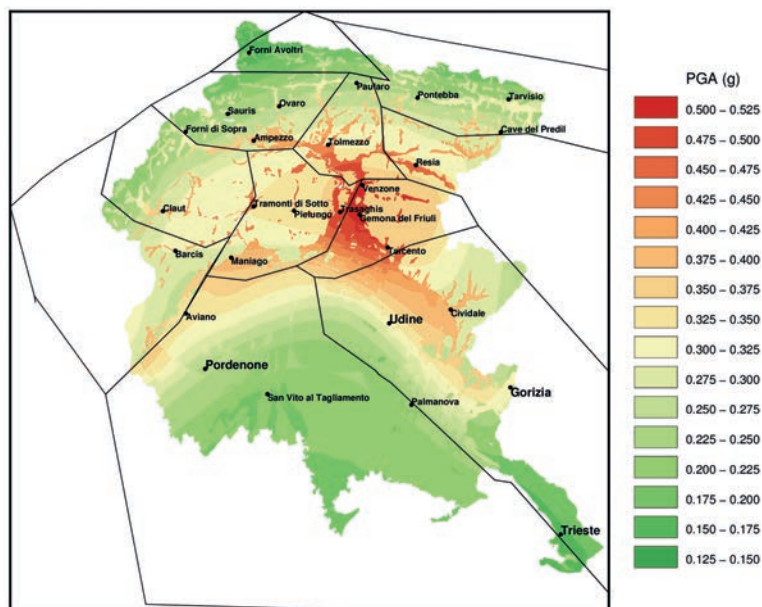 Forni Avoltri
Paularo
Pontebba
Tarvisio
Sauris
Ovaro
Forni di Sopra
Ampezzo
Tolmezzo
Cave del Predil
Resia
Venzone
Claut
Tramonti di Sotto
Pielungo
Trasaghis
Gemona del Friuli
Barcis
Maniago
Tarcento
Aviano
Udine
Cividale
Pordenone
San Vito al Tagliamento
Palmanova
Gorizia
Trieste
PGA (g)
0.500 - 0.525
0.475 - 0.500
0.450 - 0.475
0.425 - 0.450
0.400 - 0.425
0.375 - 0.400
0.350 - 0.375
0.325 - 0.350
0.300 - 0.325
0.275 - 0.300
0.250 - 0.275
0.225 - 0.250
0.200 - 0.225
0.175 - 0.200
0.150 - 0.175
0.125 - 0.150